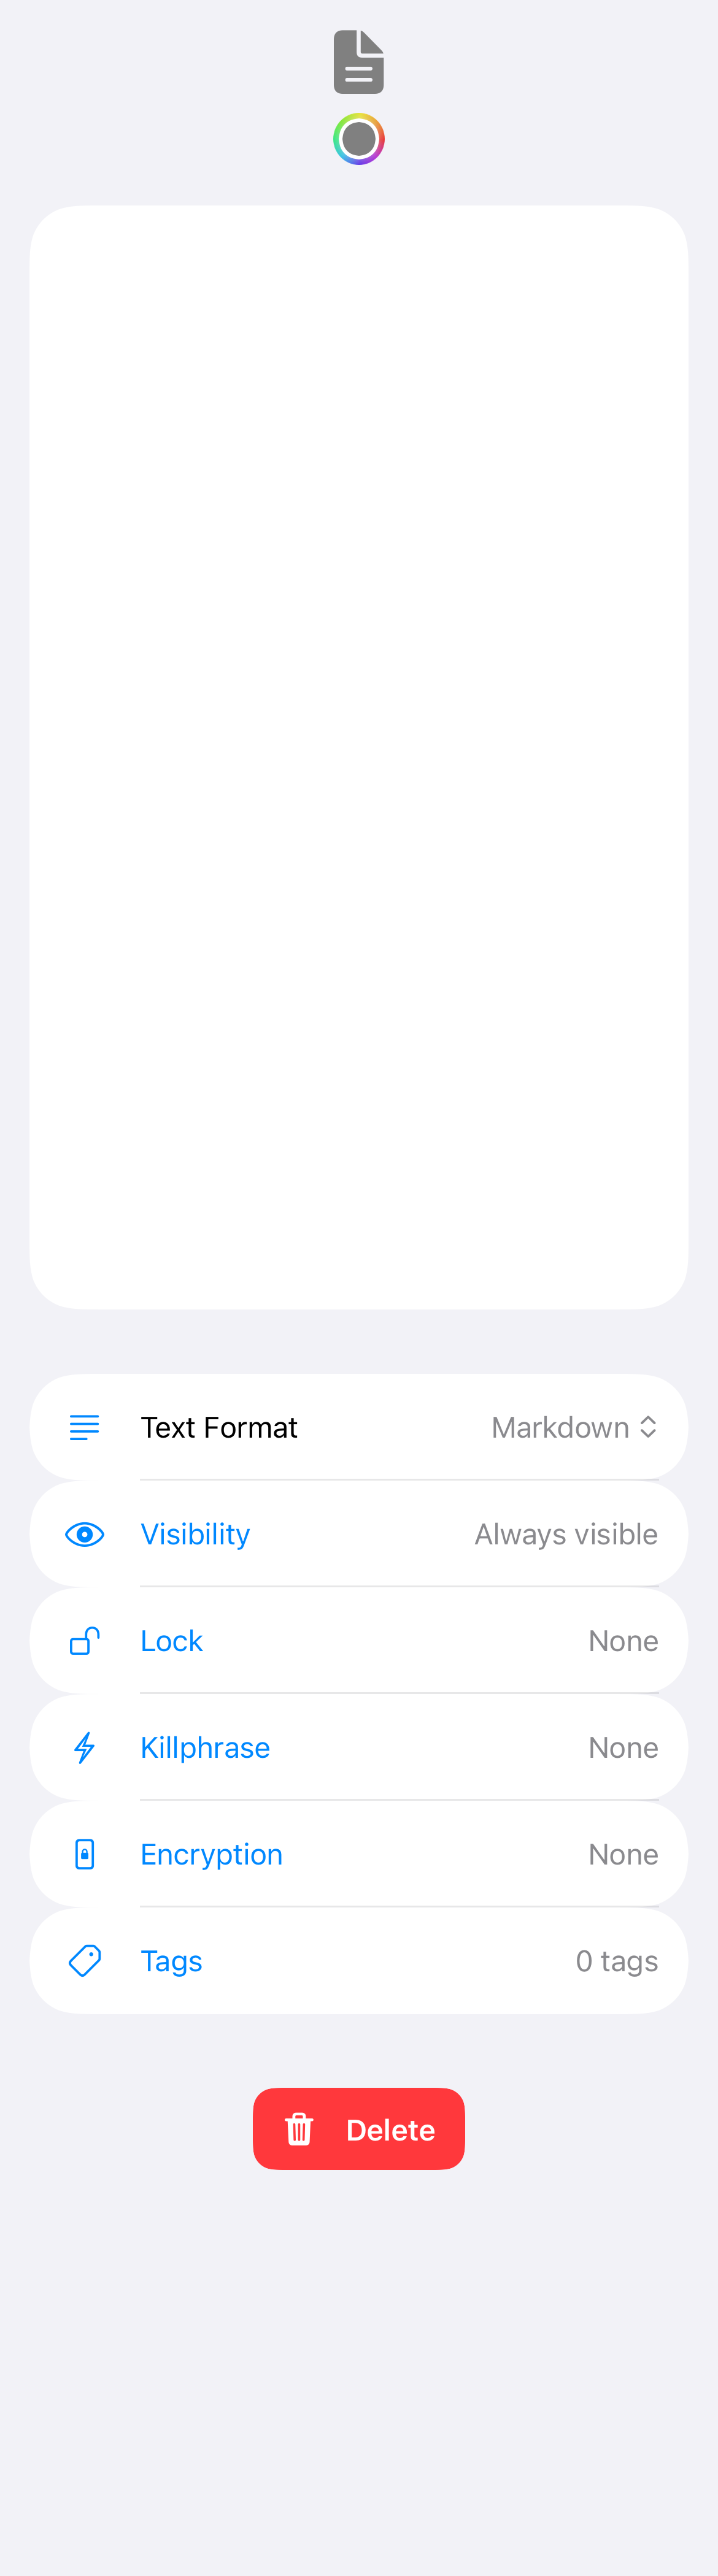 Text Format Markdown
Visibility Always visible
Lock None
Killphrase None
Encryption None
Tags 0 tags
Delete